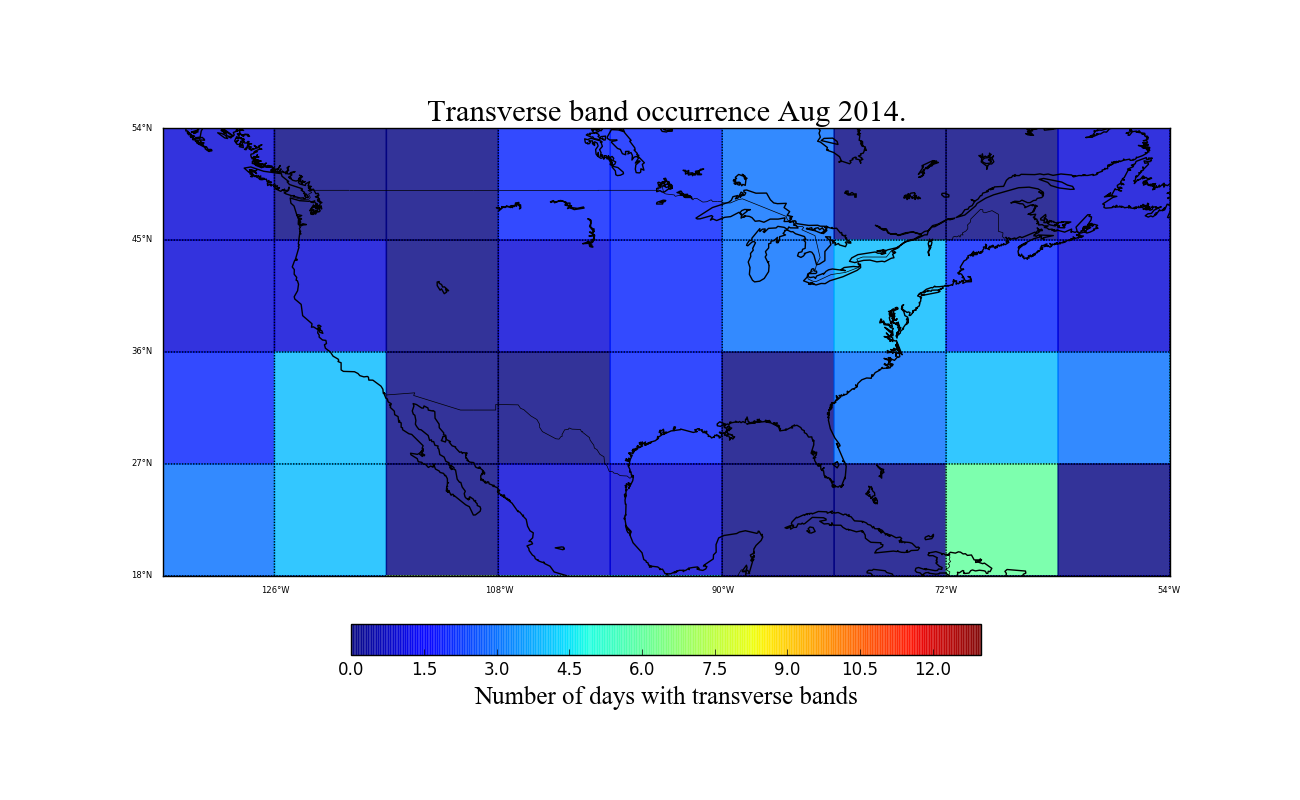 Transverse band occurrence Aug 2014.
54°N
45°N
36°N
27°N
18°N
126°W 108°W 90°W 72°W 54°W
0.0 1.5 3.0 4.5 6.0 7.5 9.0 10.5 12.0
Number of days with transverse bands